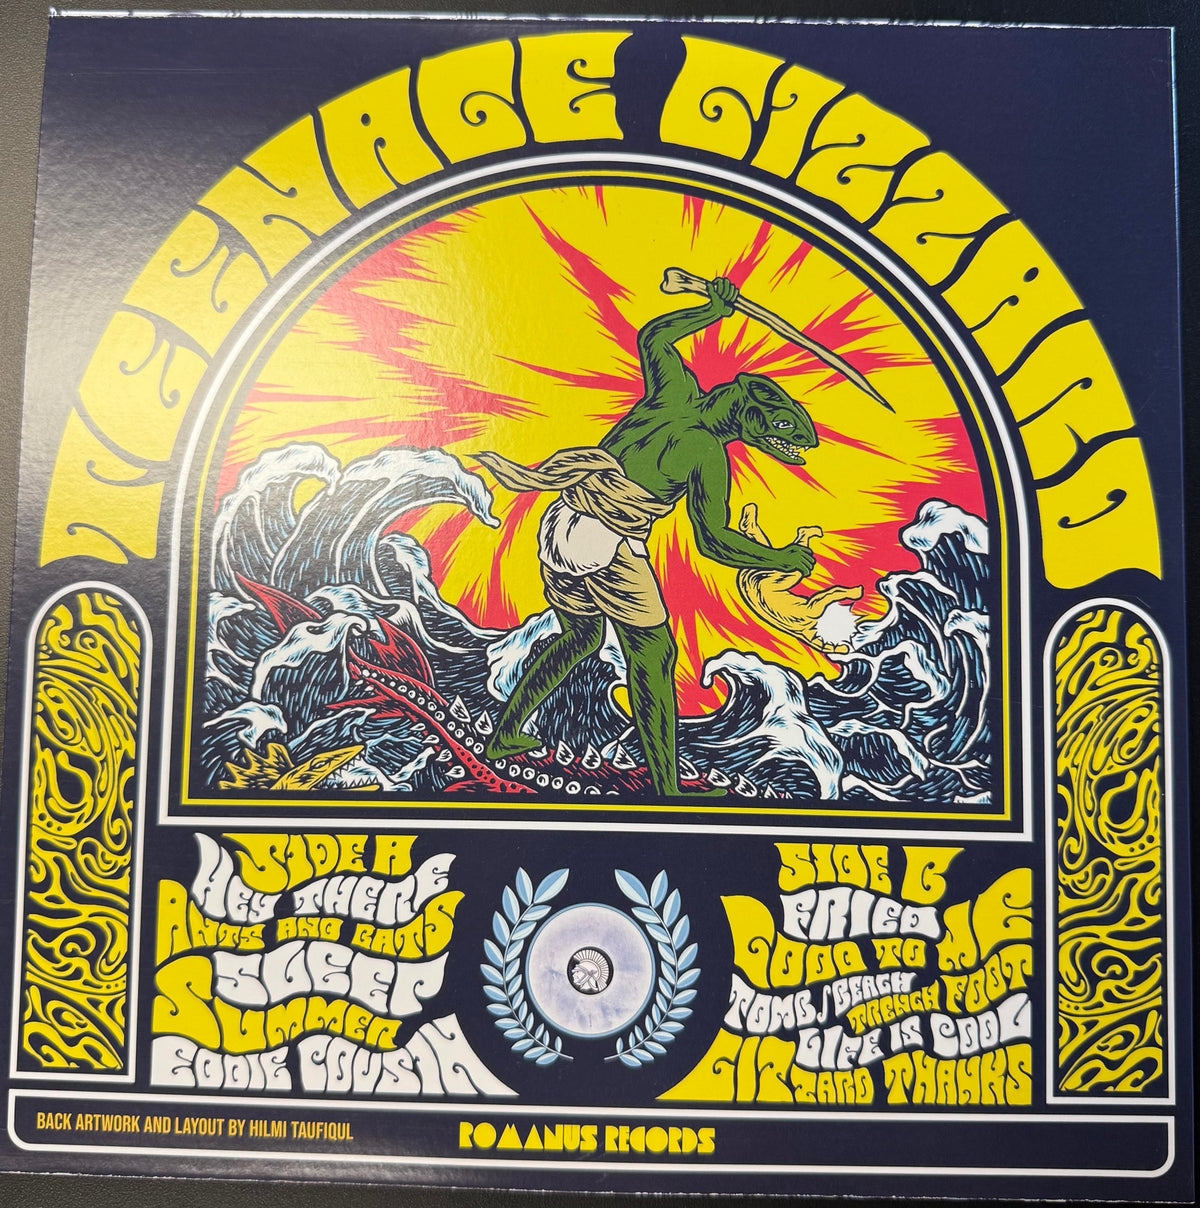 TEENAGE GIZZARD
SIDE A
HEY THERE
ANTS AND BATS
SLEEP
SUMMER
EDDIE COUSIN
SIDE C
FRIED
GOOD TO ME
TOMB/BEACH
TRENCH FOOT
LIFE IS COOL
LIZZARD THANKS
BACK ARTWORK AND LAYOUT BY HILMI TAUFIQUL
ROMANUS RECORDS